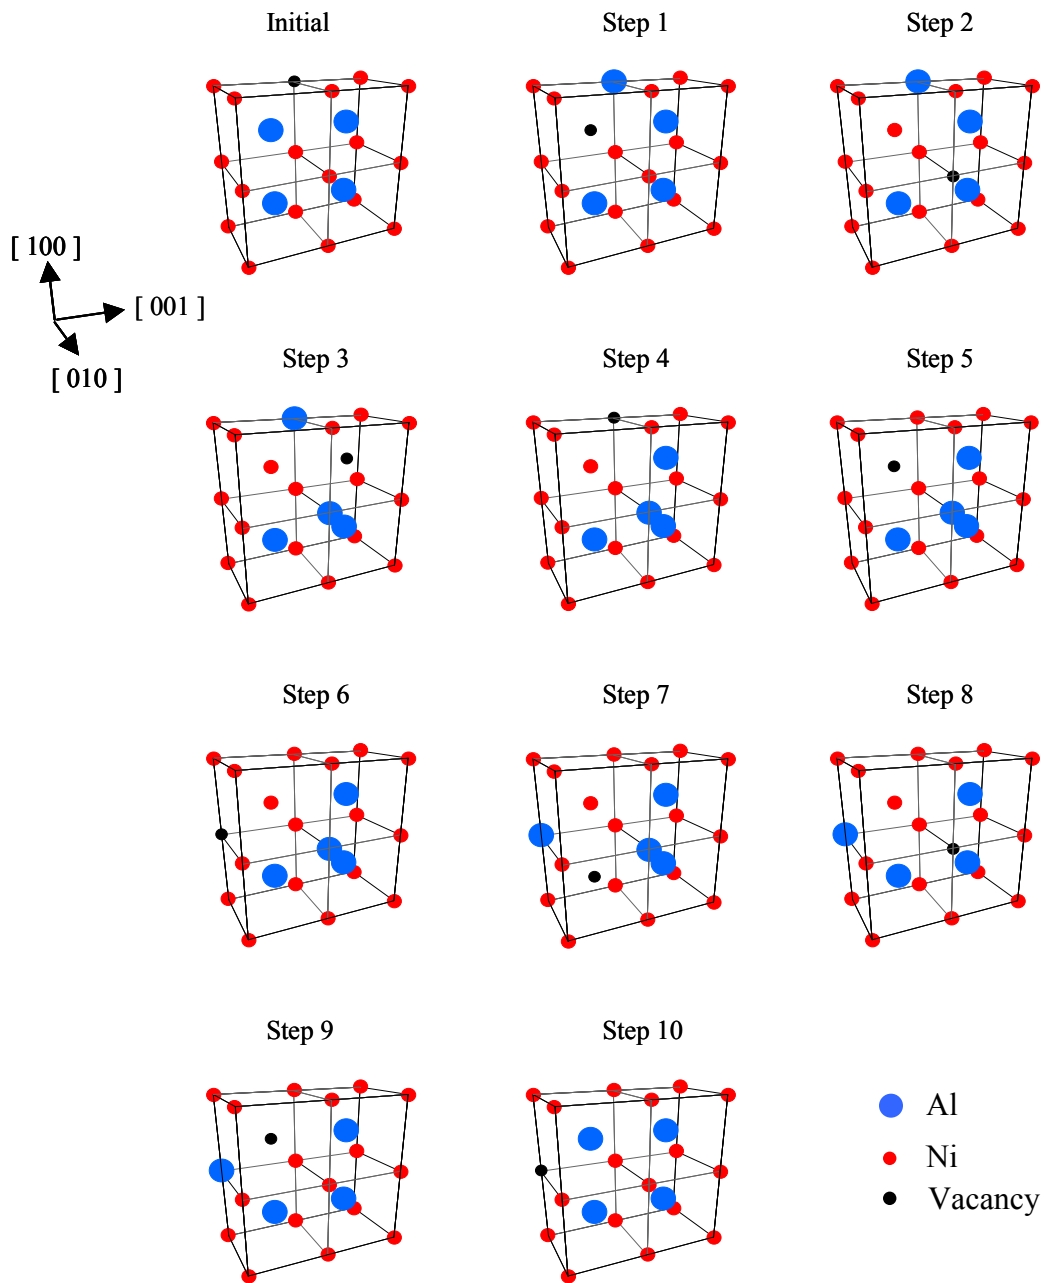 Initial
Step 1
Step 2
[ 100 ]
[ 001 ]
[ 010 ]
Step 3
Step 4
Step 5
Step 6
Step 7
Step 8
Step 9
Step 10
Al
Ni
Vacancy